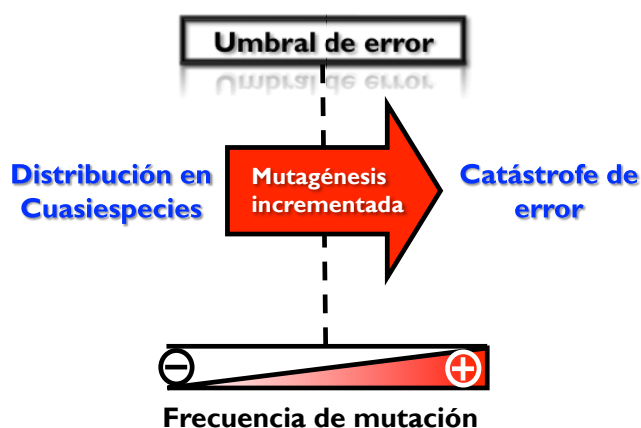 Umbral de error
Distribución en
Cuasiespecies
Mutagénesis
incrementada
Catástrofe de
error
−
+
Frecuencia de mutación